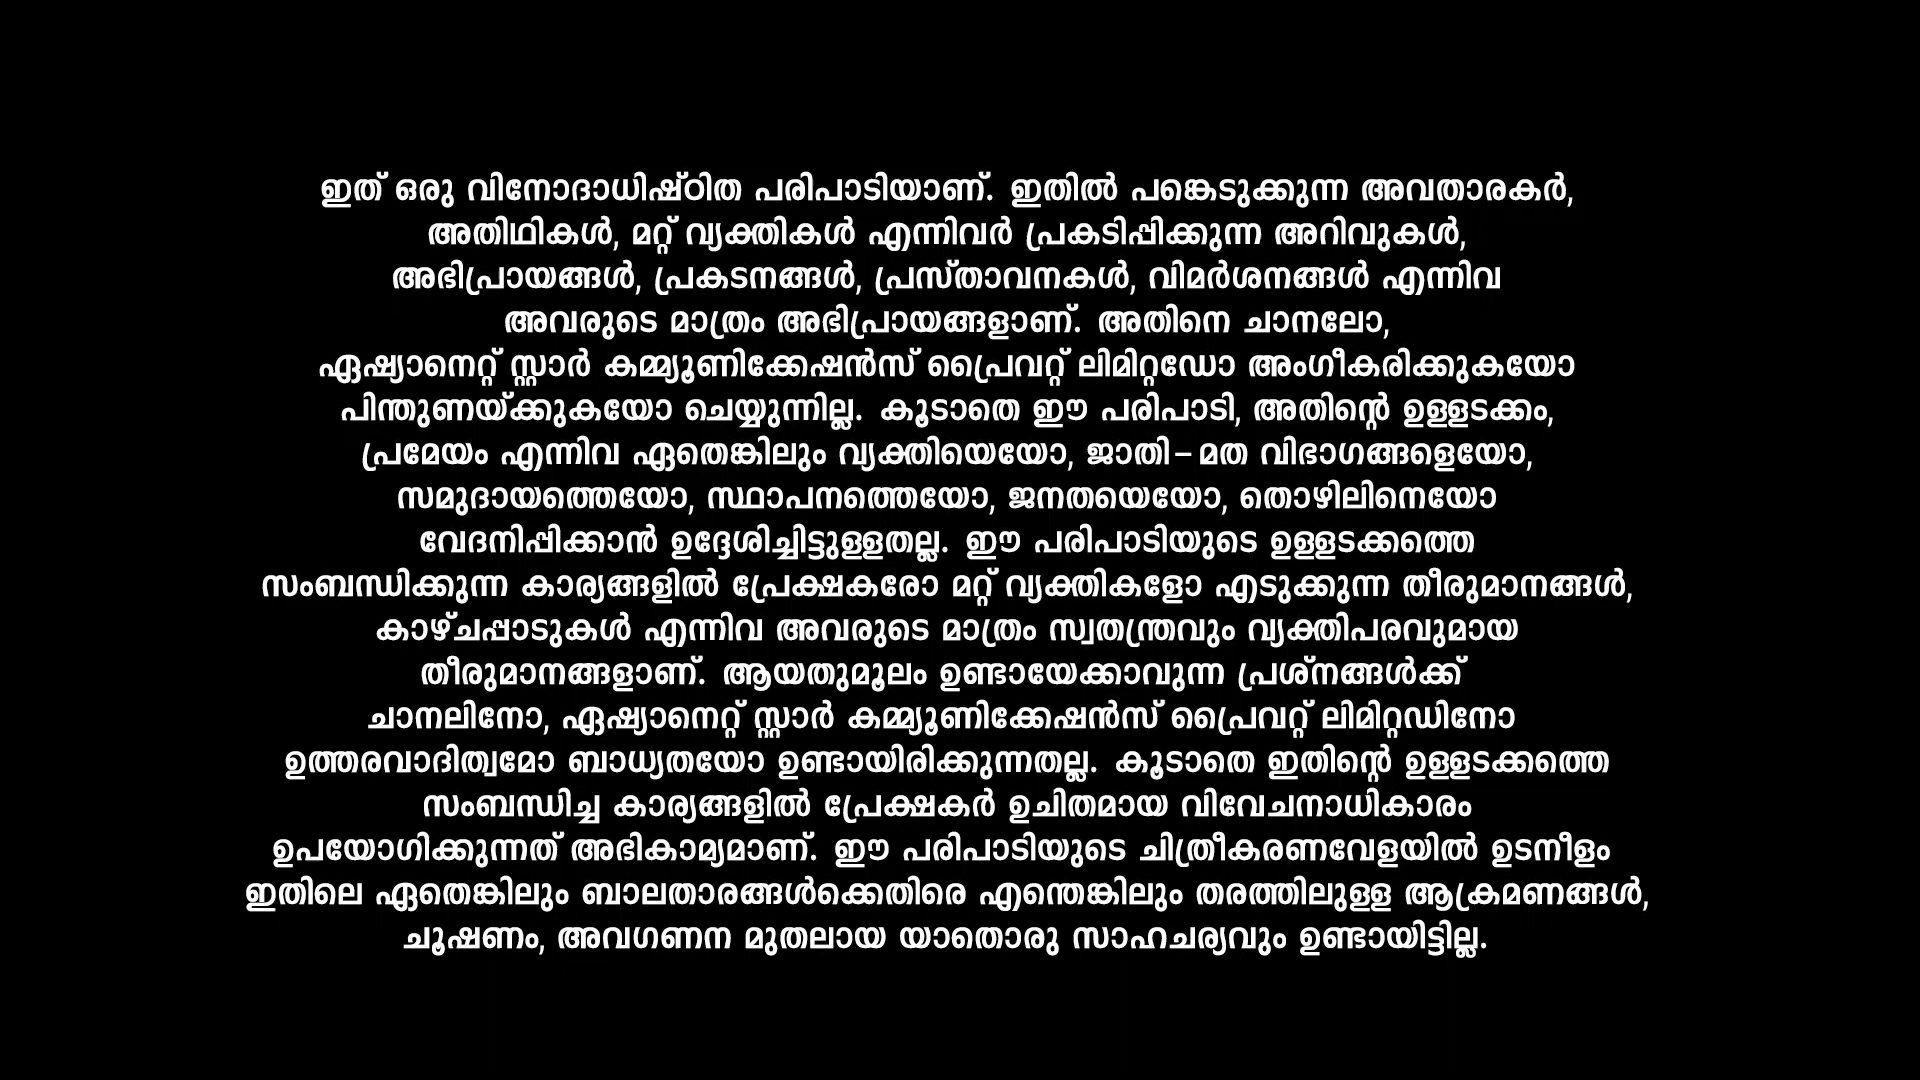 ഇത് ഒരു വിനോദാധിഷ്ഠിത പരിപാടിയാണ്. ഇതിൽ പങ്കെടുക്കുന്ന അവതാരകർ,
അതിഥികൾ, മറ്റ് വ്യക്തികൾ എന്നിവർ പ്രകടിപ്പിക്കുന്ന അറിവുകൾ,
അഭിപ്രായങ്ങൾ, പ്രകടനങ്ങൾ, പ്രസ്താവനകൾ, വിമർശനങ്ങൾ എന്നിവ
അവരുടെ മാത്രം അഭിപ്രായങ്ങളാണ്. അതിനെ ചാനലോ,
ഏഷ്യാനെറ്റ് സ്റ്റാർ കമ്മ്യൂണിക്കേഷൻസ് പ്രൈവറ്റ് ലിമിറ്റഡോ അംഗീകരിക്കുകയോ
പിന്തുണയ്ക്കുകയോ ചെയ്യുന്നില്ല. കൂടാതെ ഈ പരിപാടി, അതിന്റെ ഉള്ളടക്കം,
പ്രമേയം എന്നിവ ഏതെങ്കിലും വ്യക്തിയെയോ, ജാതി – മത വിഭാഗങ്ങളെയോ,
സമുദായത്തെയോ, സ്ഥാപനത്തെയോ, ജനതയെയോ, തൊഴിലിനെയോ
വേദനിപ്പിക്കാൻ ഉദ്ദേശിച്ചിട്ടുള്ളതല്ല. ഈ പരിപാടിയുടെ ഉള്ളടക്കത്തെ
സംബന്ധിക്കുന്ന കാര്യങ്ങളിൽ പ്രേക്ഷകരോ മറ്റ് വ്യക്തികളോ എടുക്കുന്ന തീരുമാനങ്ങൾ,
കാഴ്ചപ്പാടുകൾ എന്നിവ അവരുടെ മാത്രം സ്വതന്ത്രവും വ്യക്തിപരവുമായ
തീരുമാനങ്ങളാണ്. ആയതുമൂലം ഉണ്ടായേക്കാവുന്ന പ്രശ്നങ്ങൾക്ക്
ചാനലിനോ, ഏഷ്യാനെറ്റ് സ്റ്റാർ കമ്മ്യൂണിക്കേഷൻസ് പ്രൈവറ്റ് ലിമിറ്റഡിനോ
ഉത്തരവാദിത്വമോ ബാധ്യതയോ ഉണ്ടായിരിക്കുന്നതല്ല. കൂടാതെ ഇതിന്റെ ഉള്ളടക്കത്തെ
സംബന്ധിച്ച കാര്യങ്ങളിൽ പ്രേക്ഷകർ ഉചിതമായ വിവേചനാധികാരം
ഉപയോഗിക്കുന്നത് അഭികാമ്യമാണ്. ഈ പരിപാടിയുടെ ചിത്രീകരണവേളയിൽ ഉടനീളം
ഇതിലെ ഏതെങ്കിലും ബാലതാരങ്ങൾക്കെതിരെ എന്തെങ്കിലും തരത്തിലുള്ള ആക്രമണങ്ങൾ,
ചൂഷണം, അവഗണന മുതലായ യാതൊരു സാഹചര്യവും ഉണ്ടായിട്ടില്ല.